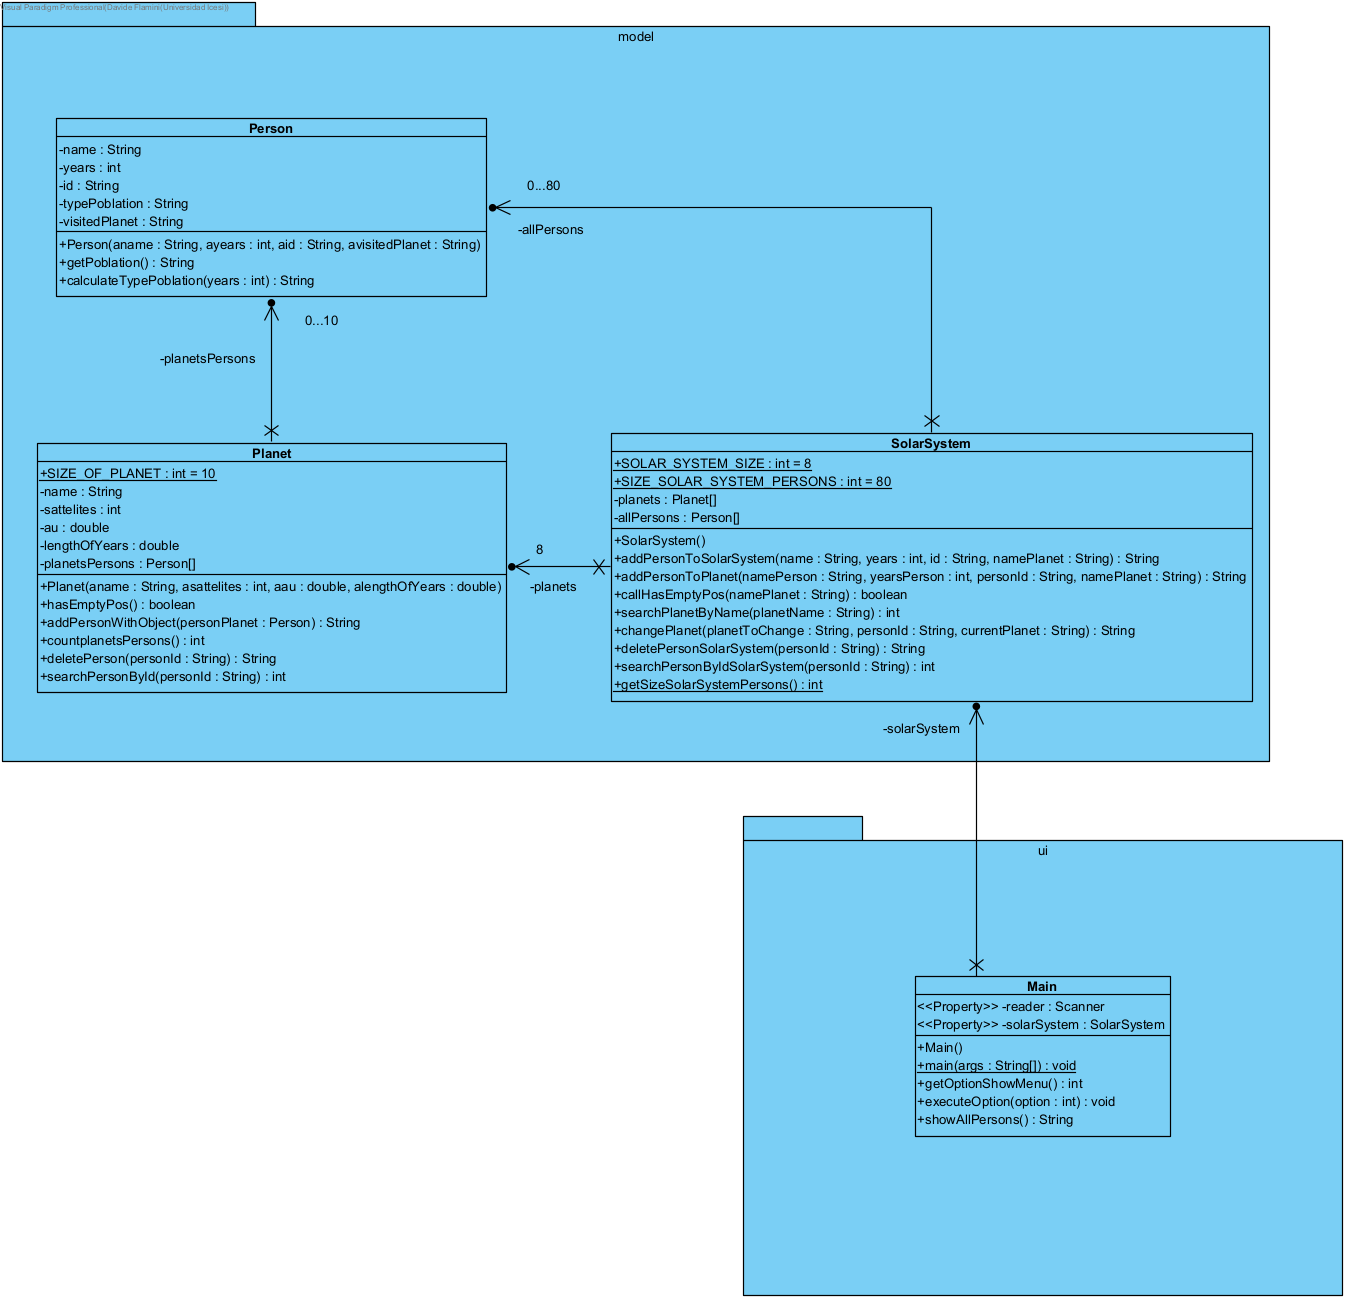 Visual Paradigm Professional(Davide Flamini(Universidad Icesi))
model
Person
-name : String
-years : int
-id : String
-typePoblation : String
-visitedPlanet : String
+Person(aname : String, ayears : int, aid : String, avisitedPlanet : String)
+getPoblation() : String
+calculateTypePoblation(years : int) : String
0...80
-allPersons
0...10
-planetsPersons
Planet
+SIZE_OF_PLANET : int = 10
-name : String
-sattelites : int
-au : double
-lengthOfYears : double
-planetsPersons : Person[]
+Planet(aname : String, asattelites : int, aau : double, alengthOfYears : double)
+hasEmptyPos() : boolean
+addPersonWithObject(personPlanet : Person) : String
+countplanetsPersons() : int
+deletePerson(personId : String) : String
+searchPersonById(personId : String) : int
8
-planets
SolarSystem
+SOLAR_SYSTEM_SIZE : int = 8
+SIZE_SOLAR_SYSTEM_PERSONS : int = 80
-planets : Planet[]
-allPersons : Person[]
+SolarSystem()
+addPersonToSolarSystem(name : String, years : int, id : String, namePlanet : String) : String
+addPersonToPlanet(namePerson : String, yearsPerson : int, personId : String, namePlanet : String) : String
+callHasEmptyPos(namePlanet : String) : boolean
+searchPlanetByName(planetName : String) : int
+changePlanet(planetToChange : String, personId : String, currentPlanet : String) : String
+deletePersonSolarSystem(personId : String) : String
+searchPersonByIdSolarSystem(personId : String) : int
+getSizeSolarSystemPersons() : int
-solarSystem
ui
Main
<<Property>> -reader : Scanner
<<Property>> -solarSystem : SolarSystem
+Main()
+main(args : String[]) : void
+getOptionShowMenu() : int
+executeOption(option : int) : void
+showAllPersons() : String